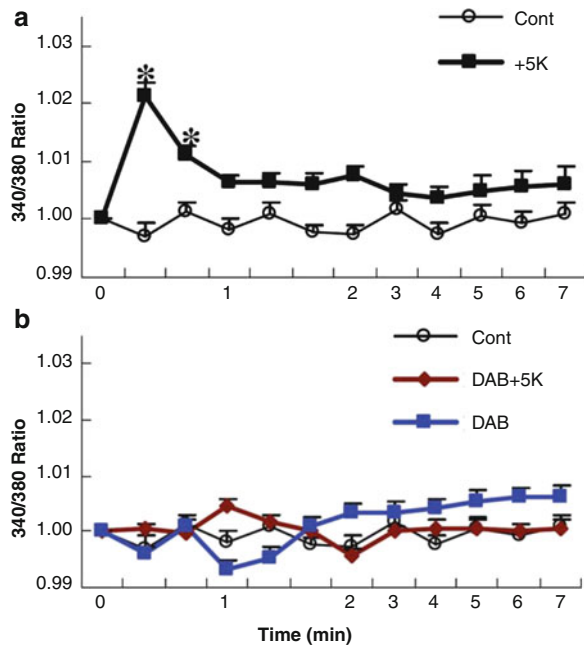 a
Cont
+5K
1.03
1.02
1.01
1.00
0.99
340/380 Ratio
*
*
0 1 2 3 4 5 6 7
b
Cont
DAB+5K
DAB
1.03
1.02
1.01
1.00
0.99
340/380 Ratio
0 1 2 3 4 5 6 7
Time (min)